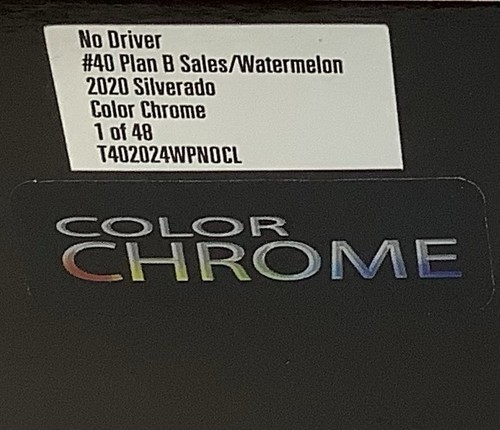 No Driver
#40 Plan B Sales/Watermelon
2020 Silverado
Color Chrome
1 of 48
T402024WPNOCL
COLOR
CHROME